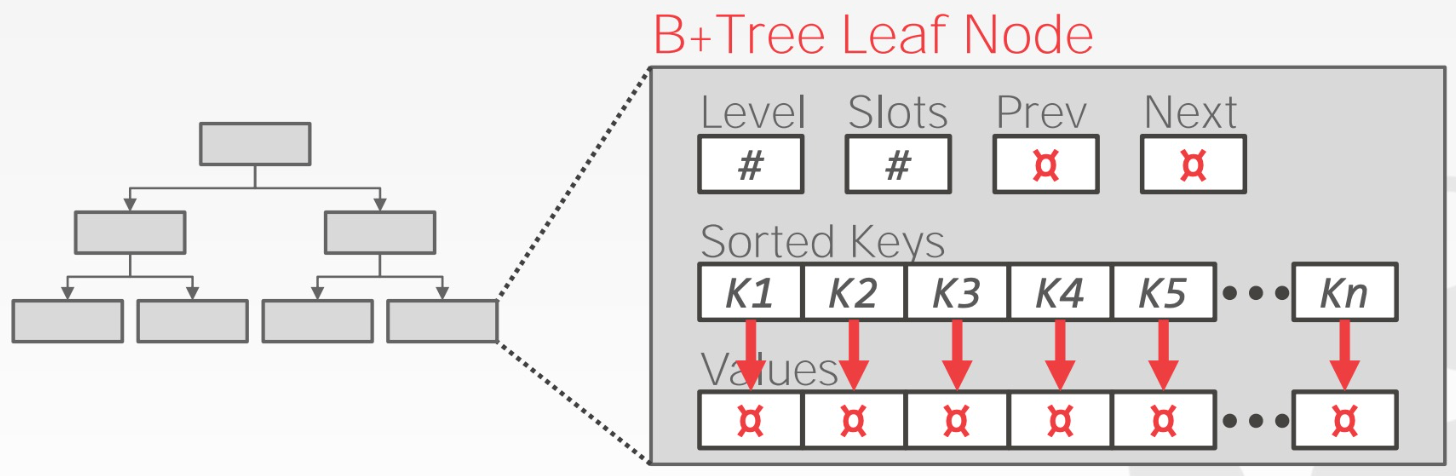 B+Tree Leaf Node
Level Slots Prev Next
# # ¤ ¤
Sorted Keys
K1 K2 K3 K4 K5 ••• Kn
Values
¤ ¤ ¤ ¤ ¤ ••• ¤